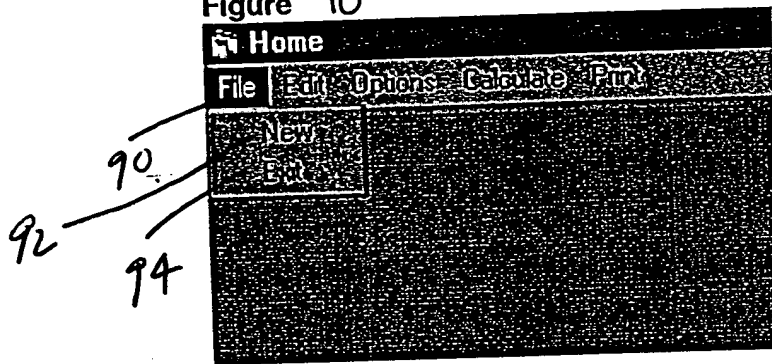 Figure 10
Home
File Edit Options Calculate Print
New
Exit
90
92
94